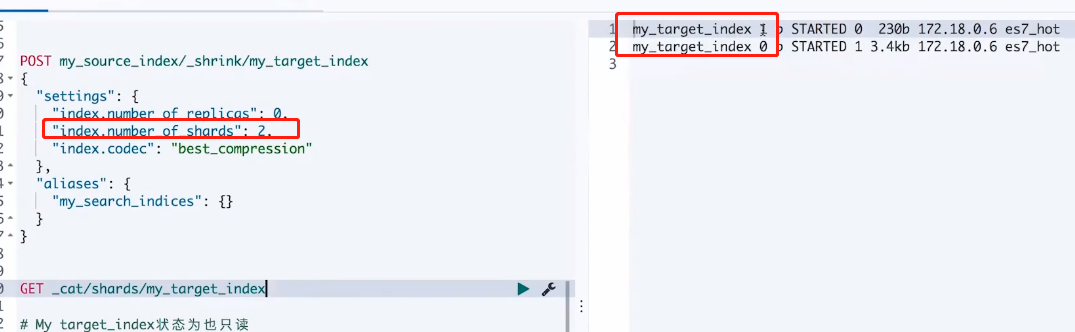 POST my_source_index/_shrink/my_target_index
{
"settings": {
"index.number_of_replicas": 0,
"index.number_of_shards": 2,
"index.codec": "best_compression"
},
"aliases": {
"my_search_indices": {}
}
}
GET _cat/shards/my_target_index
# My target_index状态为也只读
1 my_target_index 1 p STARTED 0 230b 172.18.0.6 es7_hot
2 my_target_index 0 p STARTED 1 3.4kb 172.18.0.6 es7_hot
3